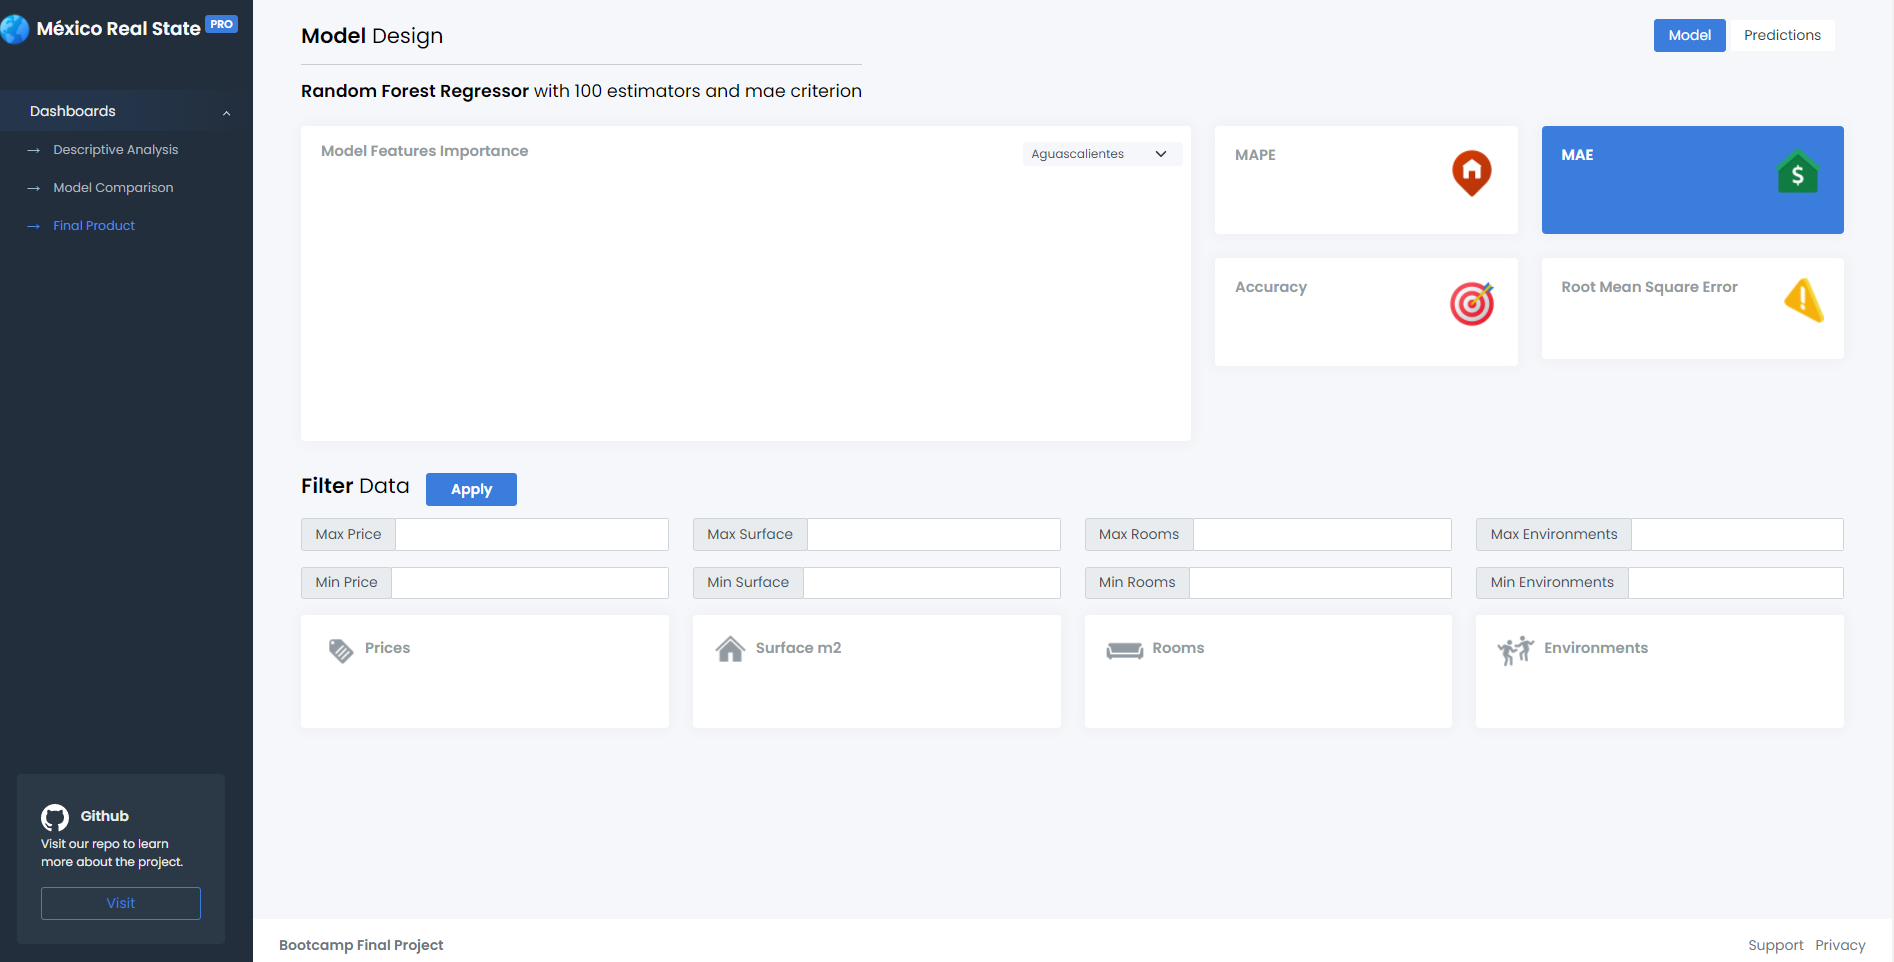 México Real State PRO
Dashboards
Descriptive Analysis
Model Comparison
Final Product
Github
Visit our repo to learn
more about the project.
Visit
Model Design
Model Predictions
Random Forest Regressor with 100 estimators and mae criterion
Model Features Importance
Aguascalientes
MAPE
MAE
$
Accuracy
Root Mean Square Error
Filter Data
Apply
Max Price
Max Surface
Max Rooms
Max Environments
Min Price
Min Surface
Min Rooms
Min Environments
Prices
Surface m2
Rooms
Environments
Bootcamp Final Project
Support Privacy